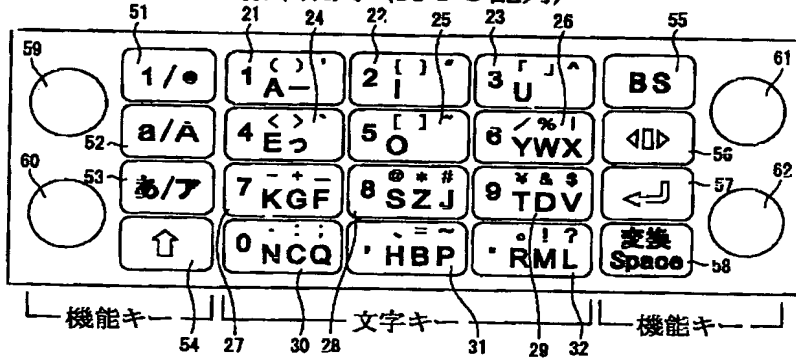 51 21 24 22 25 23 26 55
59 61
1/● 1 ( ) ' A— 2 { } " I 3 「 」 ^ U BS
52 a/A 4 < > ` Eっ 5 [ ] ~ O 6 / % | YWX ◁▯▷ 56
60 53 あ/ア 7 - + _ KGF 8 @ * # SZJ 9 ¥ & $ TDV 57 62
⇧ 0 · : ; NCQ , 、 = ~ HBP . 。 ! ? RML 変換 Space 58
機能キー 文字キー 機能キー
54 27 30 28 31 29 32